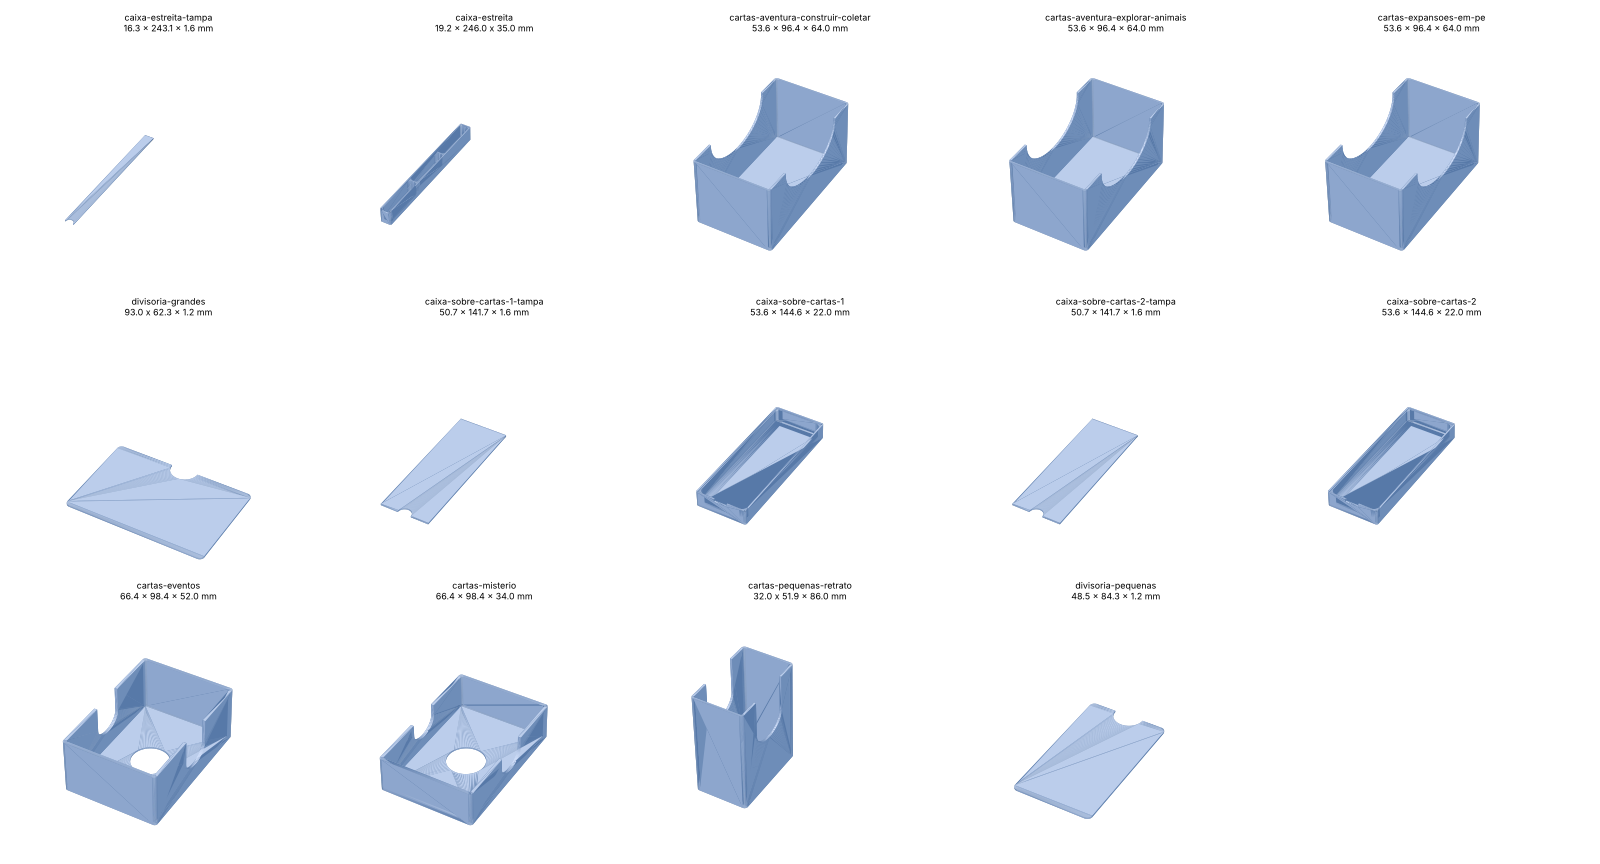 caixa-estreita-tampa
16.3 × 243.1 × 1.6 mm
caixa-estreita
19.2 × 246.0 x 35.0 mm
cartas-aventura-construir-coletar
53.6 × 96.4 × 64.0 mm
cartas-aventura-explorar-animais
53.6 × 96.4 × 64.0 mm
cartas-expansoes-em-pe
53.6 × 96.4 × 64.0 mm
divisoria-grandes
93.0 x 62.3 × 1.2 mm
caixa-sobre-cartas-1-tampa
50.7 × 141.7 × 1.6 mm
caixa-sobre-cartas-1
53.6 × 144.6 × 22.0 mm
caixa-sobre-cartas-2-tampa
50.7 × 141.7 × 1.6 mm
caixa-sobre-cartas-2
53.6 × 144.6 × 22.0 mm
cartas-eventos
66.4 × 98.4 × 52.0 mm
cartas-misterio
66.4 × 98.4 × 34.0 mm
cartas-pequenas-retrato
32.0 x 51.9 × 86.0 mm
divisoria-pequenas
48.5 × 84.3 × 1.2 mm